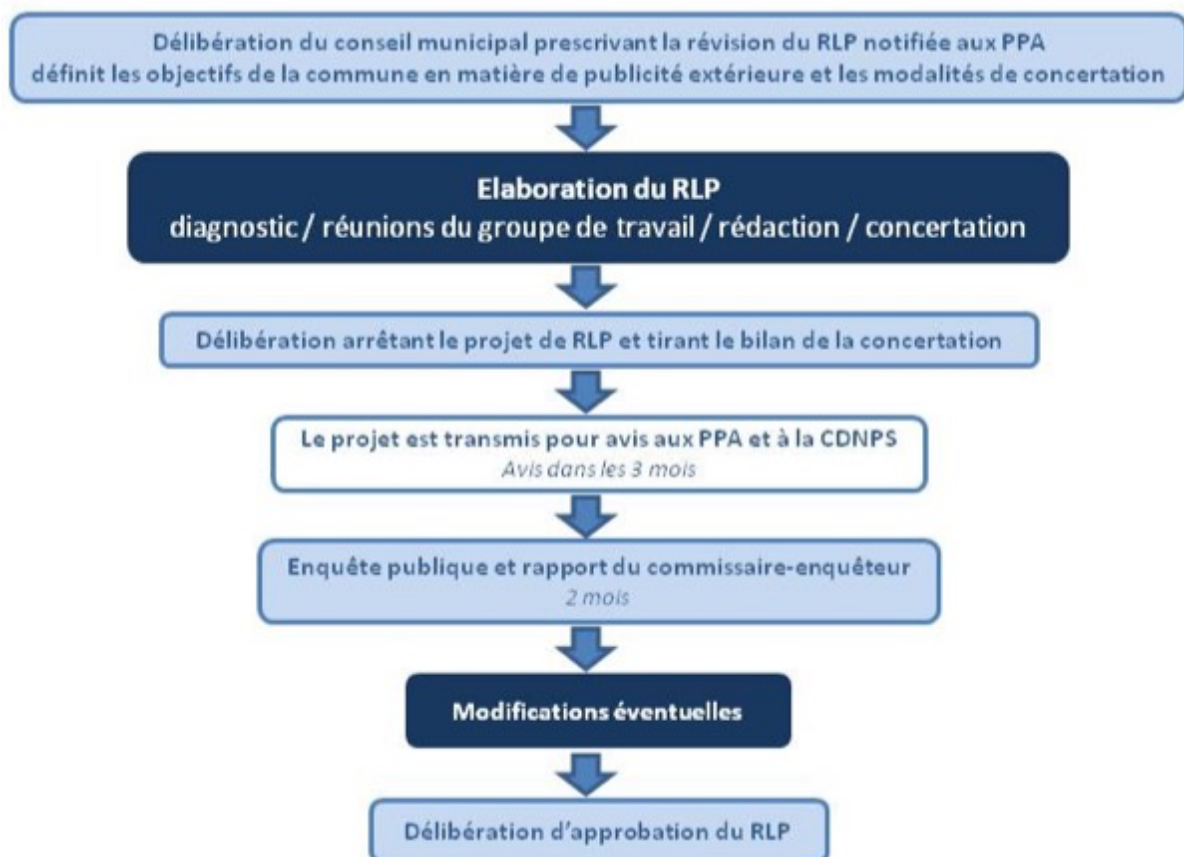 Délibération du conseil municipal prescrivant la révision du RLP notifiée aux PPA
définit les objectifs de la commune en matière de publicité extérieure et les modalités de concertation
Elaboration du RLP
diagnostic / réunions du groupe de travail / rédaction / concertation
Délibération arrêtant le projet de RLP et tirant le bilan de la concertation
Le projet est transmis pour avis aux PPA et à la CDNPS
Avis dans les 3 mois
Enquête publique et rapport du commissaire-enquêteur
2 mois
Modifications éventuelles
Délibération d'approbation du RLP